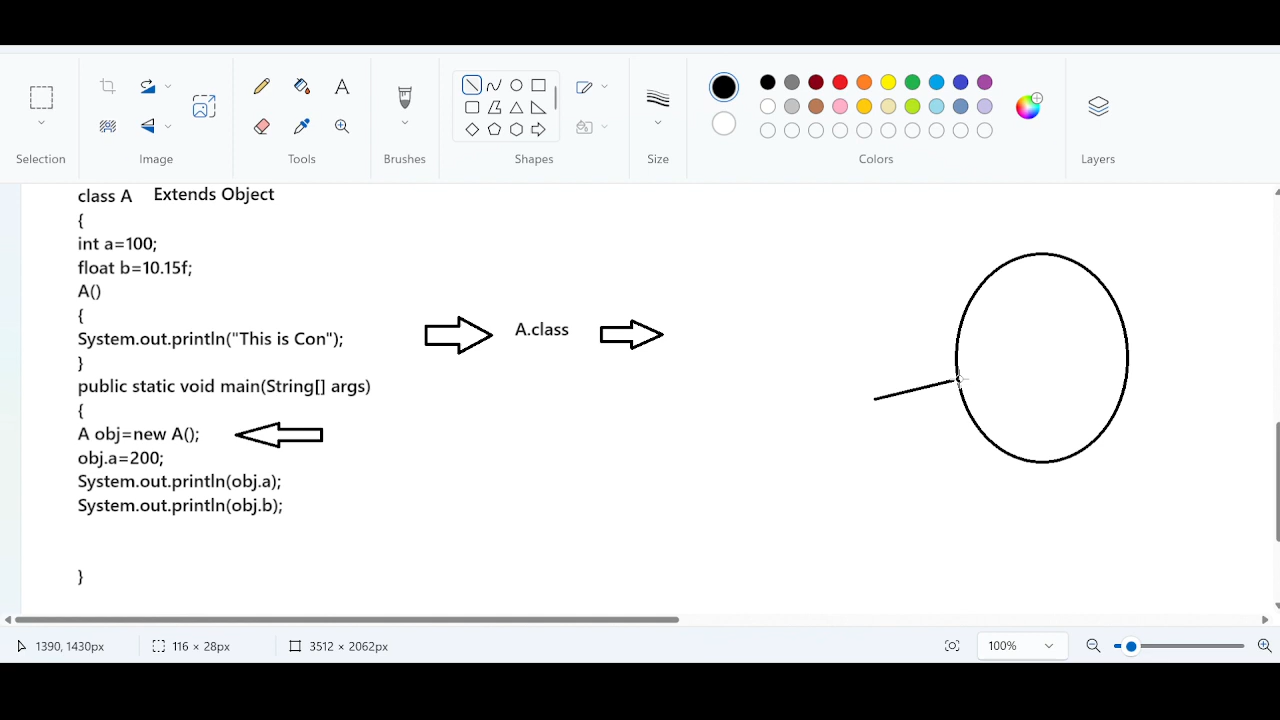 Selection
Image
Tools
Brushes
Shapes
Size
Colors
Layers
class A Extends Object
{
int a=100;
float b=10.15f;
A()
{
System.out.println("This is Con");
}
public static void main(String[] args)
{
A obj=new A();
obj.a=200;
System.out.println(obj.a);
System.out.println(obj.b);
}
A.class
1390, 1430px
116 × 28px
3512 × 2062px
100%